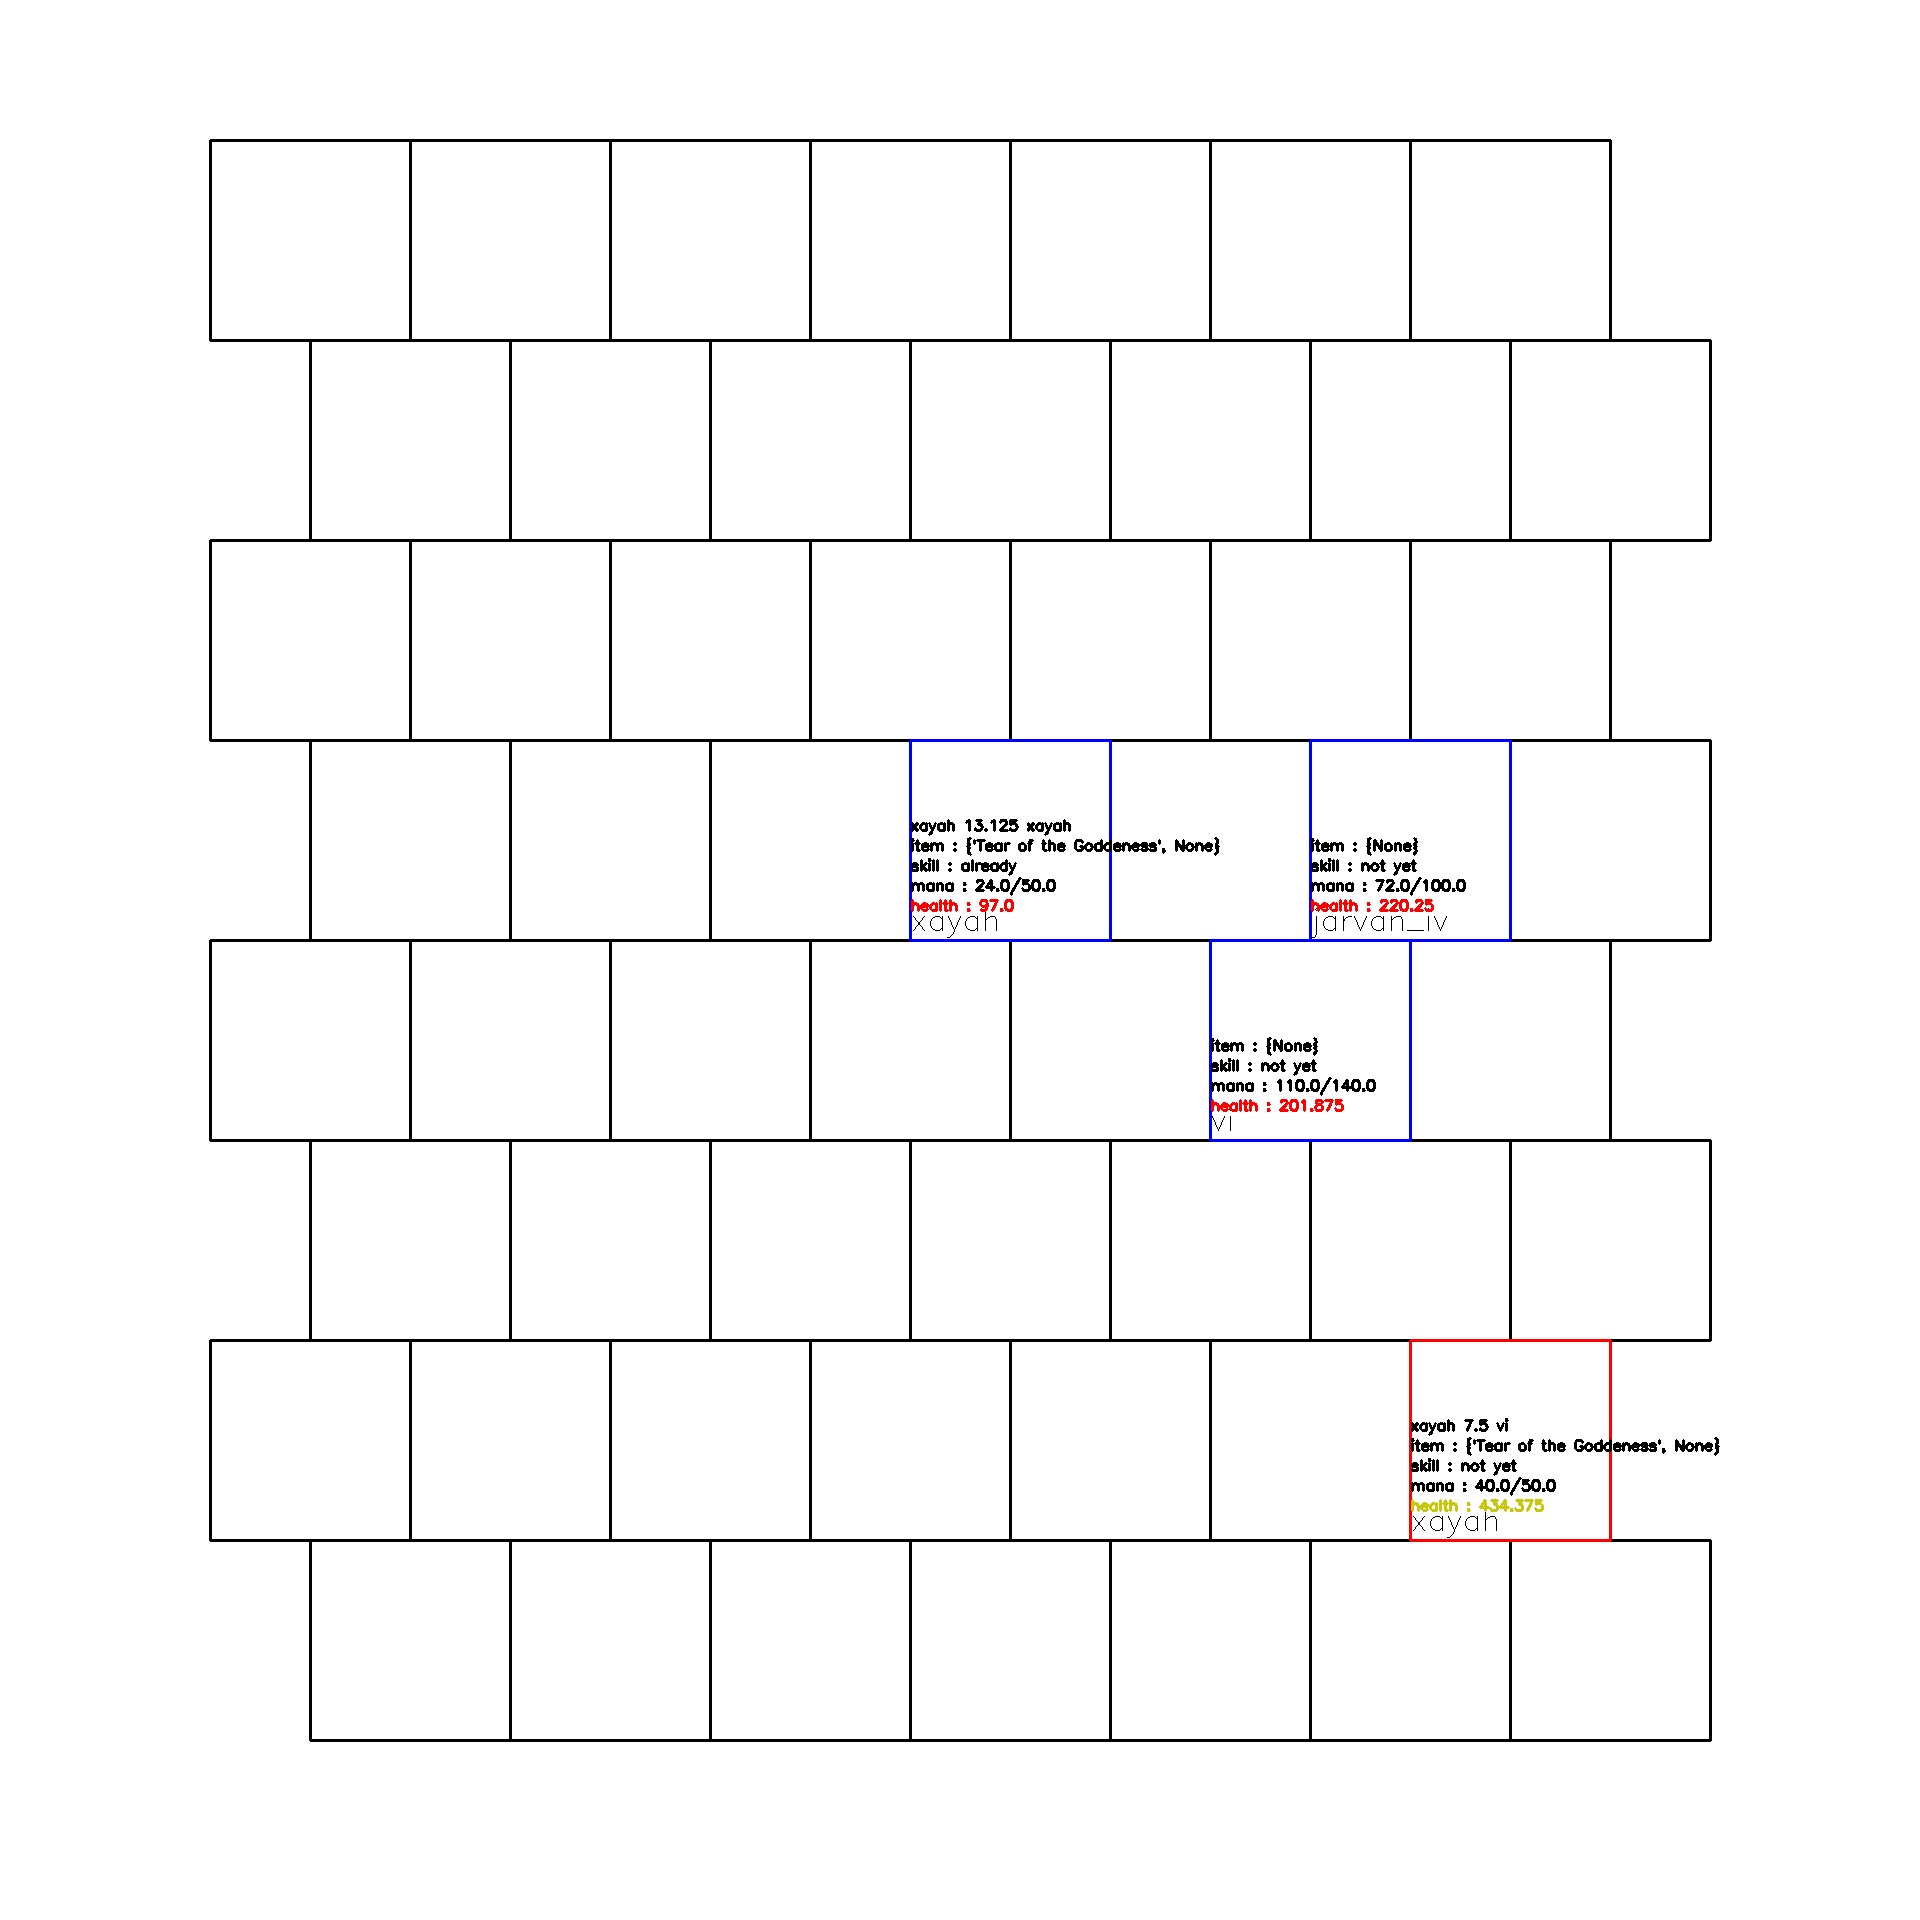 xayah 13.125 xayah
item : {'Tear of the Goddeness', None}
skill : already
mana : 24.0/50.0
health : 97.0
xayah
item : {None}
skill : not yet
mana : 72.0/100.0
health : 220.25
jarvan_iv
item : {None}
skill : not yet
mana : 110.0/140.0
health : 201.875
vi
xayah 7.5 vi
item : {'Tear of the Goddeness', None}
skill : not yet
mana : 40.0/50.0
health : 434.375
xayah